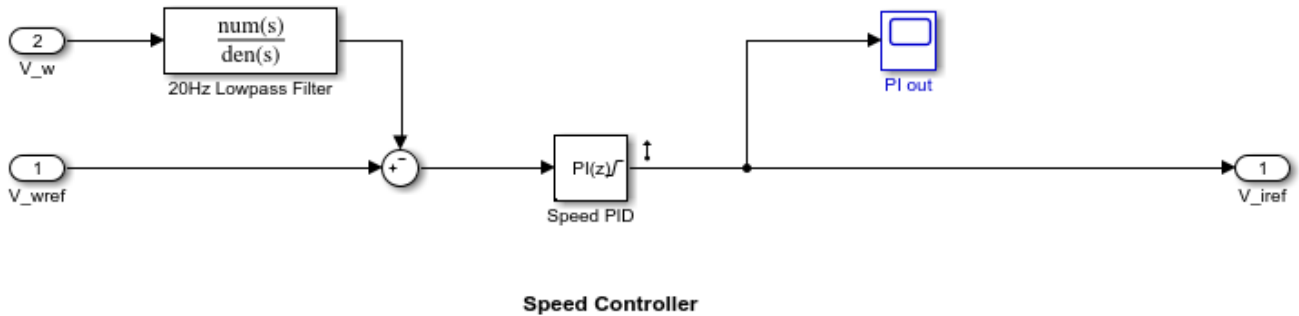 2
V_w
num(s)
den(s)
20Hz Lowpass Filter
PI out
1
V_wref
+
−
PI(z)
Speed PID
1
V_iref
Speed Controller